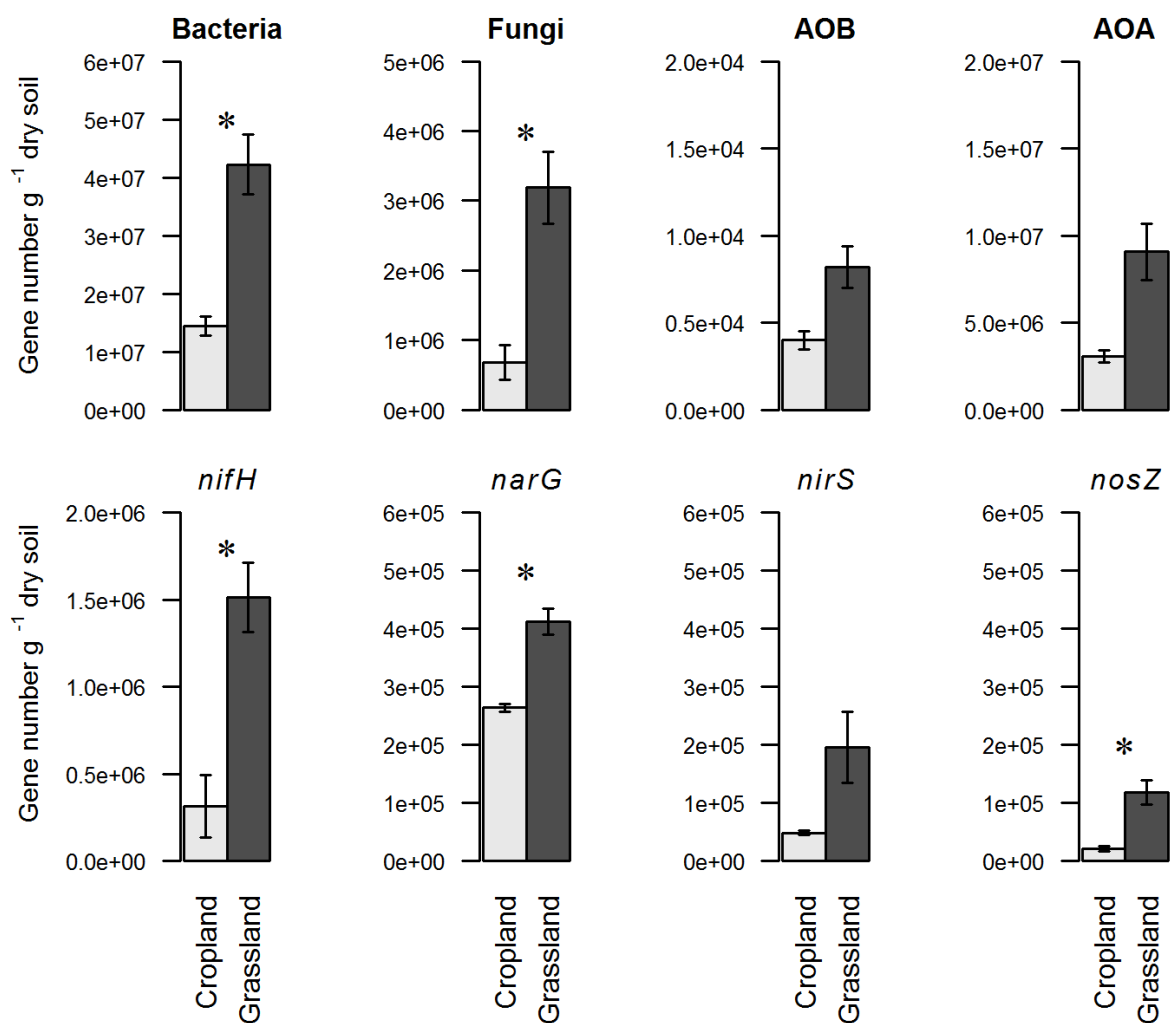 Bacteria Fungi AOB AOA
Gene number g -1 dry soil
6e+07
5e+07
4e+07
3e+07
2e+07
1e+07
0e+00
*
5e+06
4e+06
3e+06
2e+06
1e+06
0e+00
*
2.0e+04
1.5e+04
1.0e+04
0.5e+04
0.0e+00
2.0e+07
1.5e+07
1.0e+07
5.0e+06
0.0e+00
nifH narG nirS nosZ
Gene number g -1 dry soil
2.0e+06
1.5e+06
1.0e+06
0.5e+06
0.0e+00
*
6e+05
5e+05
4e+05
3e+05
2e+05
1e+05
0e+00
*
6e+05
5e+05
4e+05
3e+05
2e+05
1e+05
0e+00
6e+05
5e+05
4e+05
3e+05
2e+05
1e+05
0e+00
*
Cropland
Grassland
Cropland
Grassland
Cropland
Grassland
Cropland
Grassland